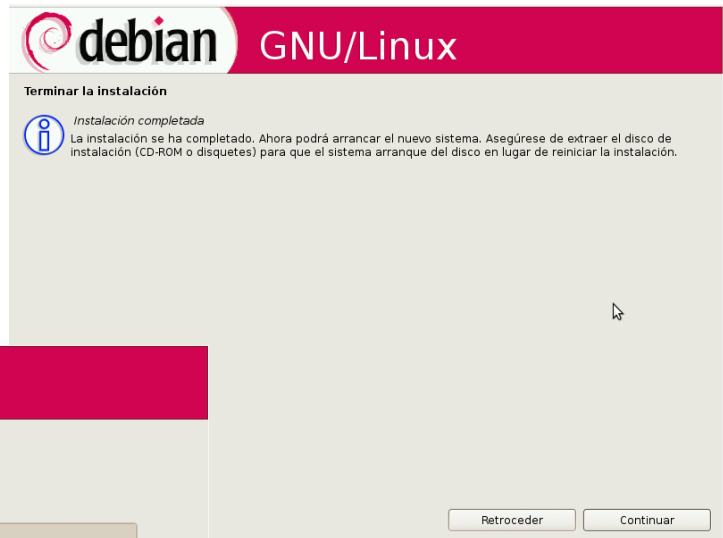 debian GNU/Linux
Terminar la instalación
Instalación completada
La instalación se ha completado. Ahora podrá arrancar el nuevo sistema. Asegúrese de extraer el disco de
instalación (CD-ROM o disquetes) para que el sistema arranque del disco en lugar de reiniciar la instalación.
Retroceder Continuar